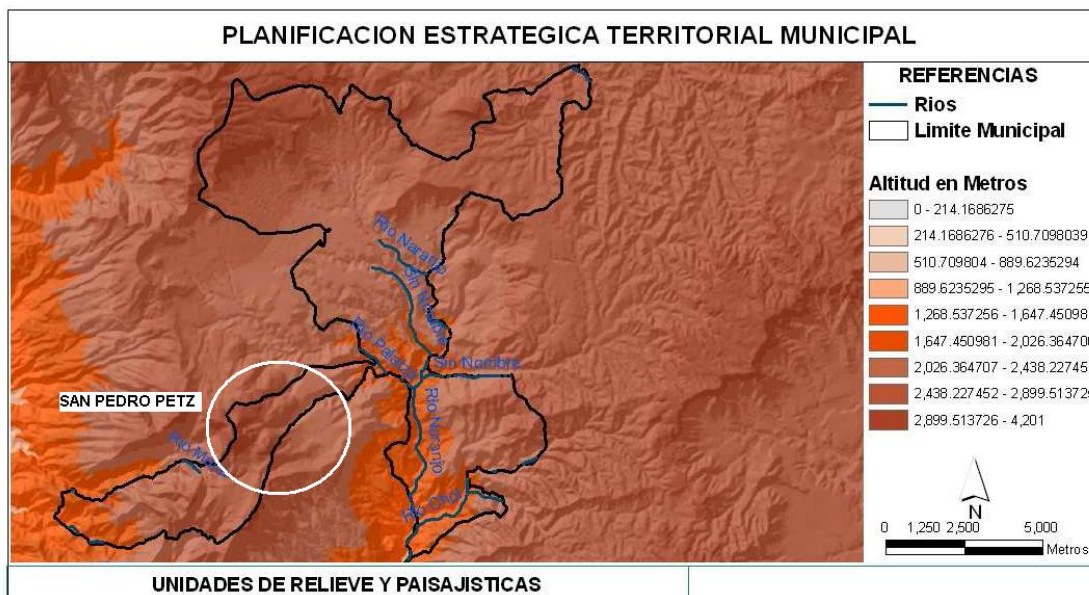 PLANIFICACION ESTRATEGICA TERRITORIAL MUNICIPAL
REFERENCIAS
Rios
Limite Municipal
Altitud en Metros
0 - 214.1686275
214.1686276 - 510.7098039
510.709804 - 889.6235294
889.6235295 - 1,268.537255
1,268.537256 - 1,647.45098
1,647.450981 - 2,026.364706
2,026.364707 - 2,438.22745
2,438.227452 - 2,899.513725
2,899.513726 - 4,201
N
0 1,250 2,500 5,000
Metros
Rio Naranjo
Sin Nombre
Rio Palatza
Sin Nombre
Rio Naranjo
SAN PEDRO PETZ
Rio
Rio
UNIDADES DE RELIEVE Y PAISAJISTICAS